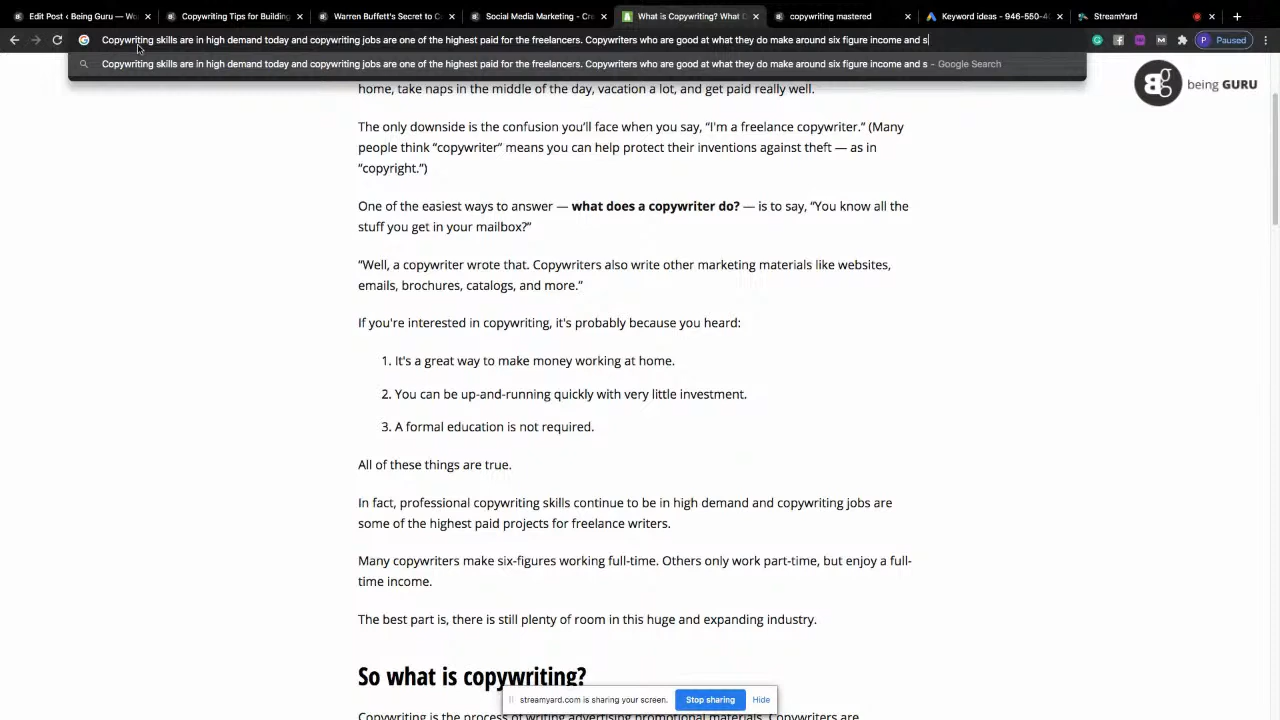 Edit Post ‹ Being Guru — Wo
Copywriting Tips for Building
Warren Buffett's Secret to C
Social Media Marketing - Cre
What is Copywriting? What D
copywriting mastered
Keyword ideas - 946-550-4
StreamYard
Copywriting skills are in high demand today and copywriting jobs are one of the highest paid for the freelancers. Copywriters who are good at what they do make around six figure income and s
Paused
Copywriting skills are in high demand today and copywriting jobs are one of the highest paid for the freelancers. Copywriters who are good at what they do make around six figure income and s – Google Search
being GURU
home, take naps in the middle of the day, vacation a lot, and get paid really well.
The only downside is the confusion you'll face when you say, “I'm a freelance copywriter.” (Many
people think “copywriter” means you can help protect their inventions against theft — as in
“copyright.”)
One of the easiest ways to answer — what does a copywriter do? — is to say, “You know all the
stuff you get in your mailbox?”
“Well, a copywriter wrote that. Copywriters also write other marketing materials like websites,
emails, brochures, catalogs, and more.”
If you're interested in copywriting, it's probably because you heard:
1. It's a great way to make money working at home.
2. You can be up-and-running quickly with very little investment.
3. A formal education is not required.
All of these things are true.
In fact, professional copywriting skills continue to be in high demand and copywriting jobs are
some of the highest paid projects for freelance writers.
Many copywriters make six-figures working full-time. Others only work part-time, but enjoy a full-
time income.
The best part is, there is still plenty of room in this huge and expanding industry.
So what is copywriting?
streamyard.com is sharing your screen.
Stop sharing
Hide
Copywriting is the process of writing advertising promotional materials. Copywriters are